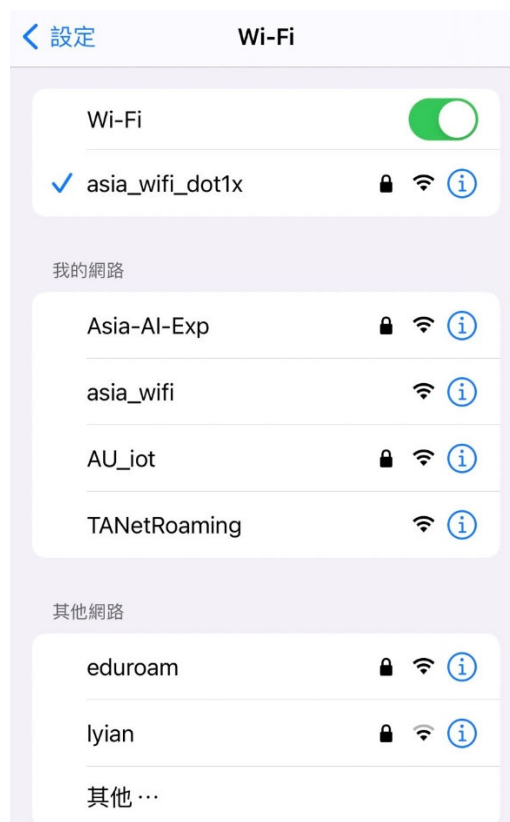 設定 Wi-Fi
Wi-Fi
asia_wifi_dot1x
我的網路
Asia-AI-Exp
asia_wifi
AU_iot
TANetRoaming
其他網路
eduroam
lyian
其他 ⋯